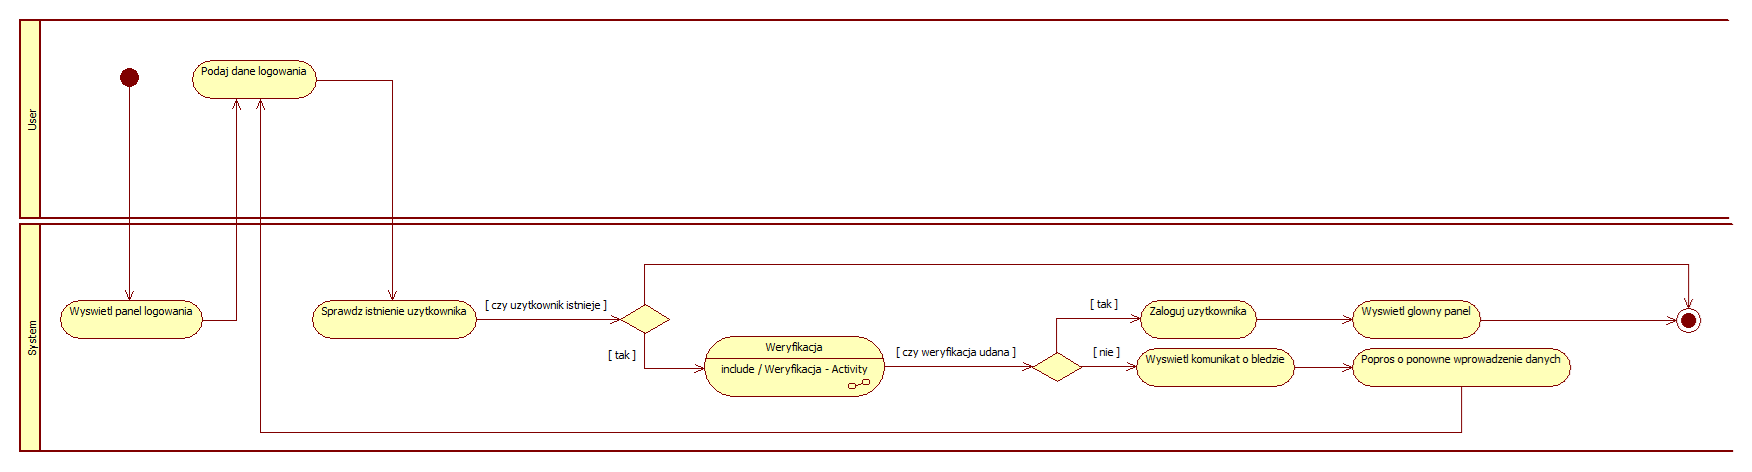 User
Podaj dane logowania
System
Wyswietl panel logowania
Sprawdz istnienie uzytkownika
[ czy uzytkownik istnieje ]
[ tak ]
Weryfikacja
include / Weryfikacja - Activity
[ czy weryfikacja udana ]
[ tak ]
Zaloguj uzytkownika
Wyswietl glowny panel
[ nie ]
Wyswietl komunikat o bledzie
Popros o ponowne wprowadzenie danych